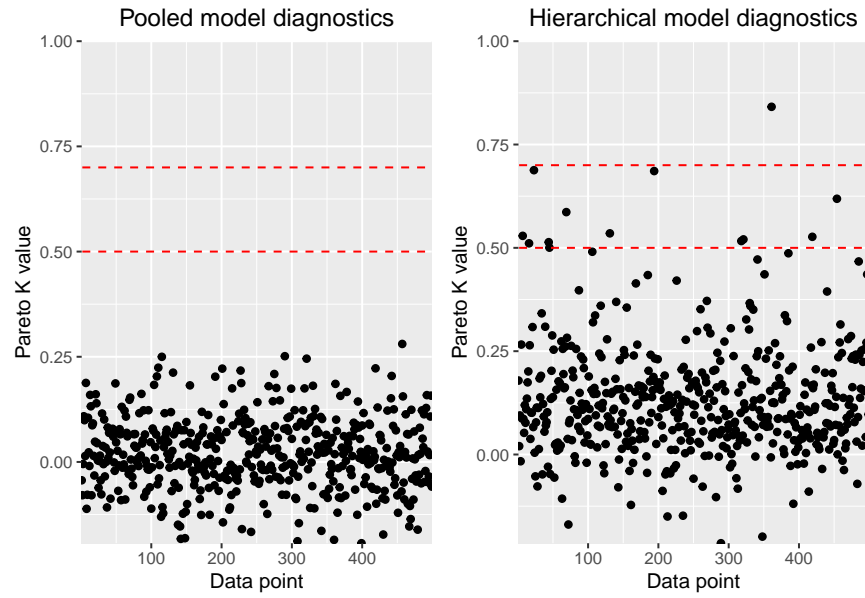 Pooled model diagnostics
1.00
0.75
0.50
0.25
0.00
Pareto K value
100 200 300 400
Data point
Hierarchical model diagnostics
1.00
0.75
0.50
0.25
0.00
Pareto K value
100 200 300 400
Data point